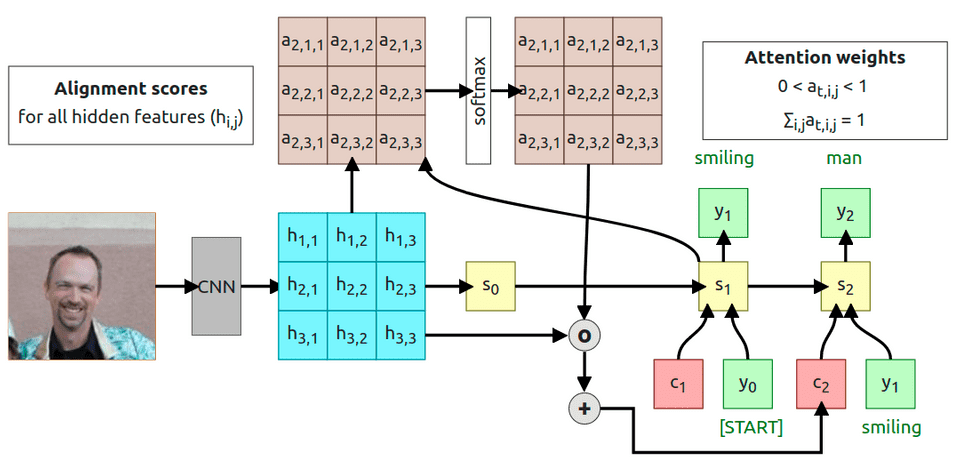 Alignment scores
for all hidden features (h_{i,j})
a_{2,1,1} a_{2,1,2} a_{2,1,3}
a_{2,2,1} a_{2,2,2} a_{2,2,3}
a_{2,3,1} a_{2,3,2} a_{2,3,3}
softmax
a_{2,1,1} a_{2,1,2} a_{2,1,3}
a_{2,2,1} a_{2,2,2} a_{2,2,3}
a_{2,3,1} a_{2,3,2} a_{2,3,3}
Attention weights
0 < a_{t,i,j} < 1
∑_{i,j}a_{t,i,j} = 1
smiling
man
y_1
y_2
CNN
h_{1,1} h_{1,2} h_{1,3}
h_{2,1} h_{2,2} h_{2,3}
h_{3,1} h_{3,2} h_{3,3}
s_0
s_1
s_2
o
+
c_1
y_0
c_2
y_1
[START]
smiling